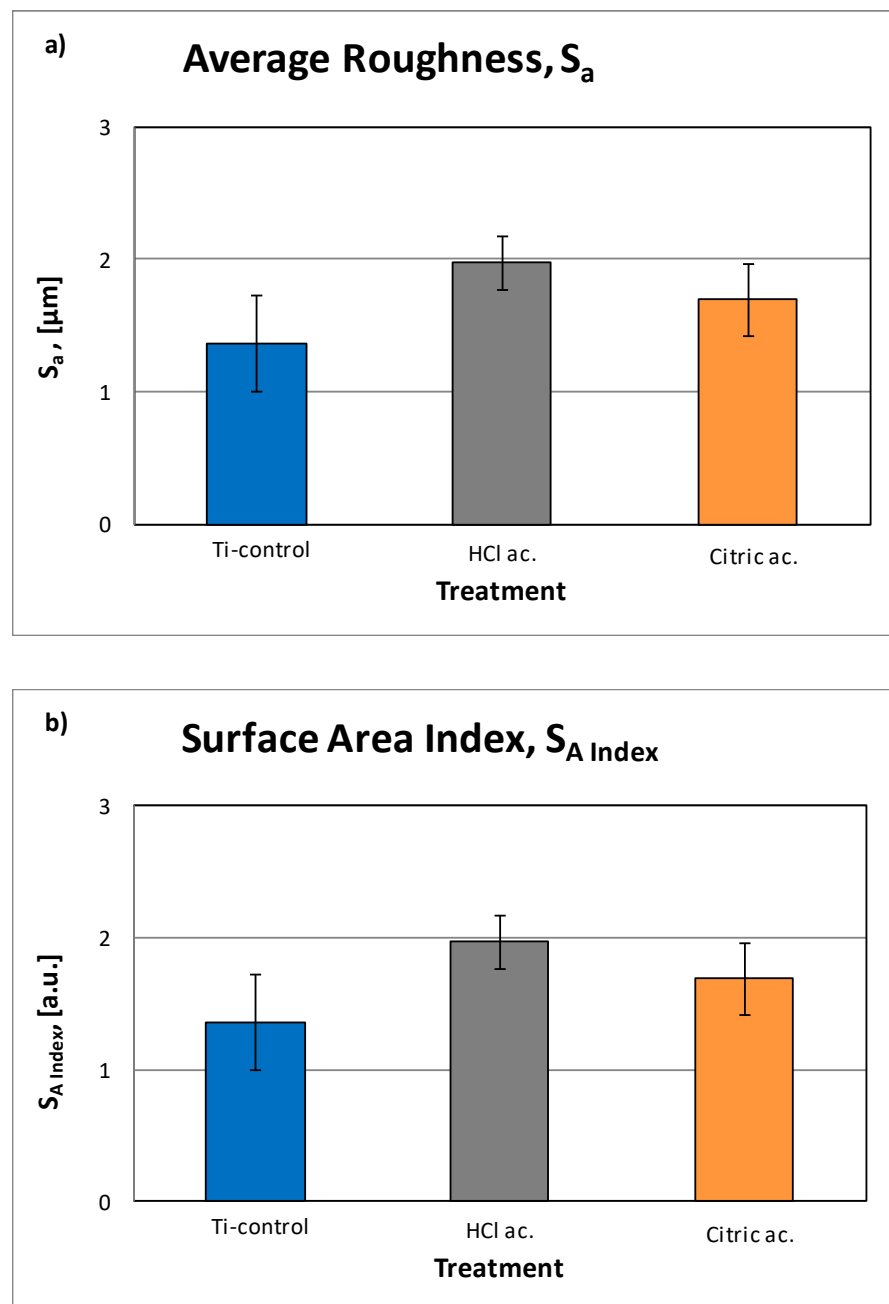 a)
Average Roughness, Sa
3
2
1
0
Sa , [µm]
Ti-control
HCl ac.
Citric ac.
Treatment
b)
Surface Area Index, SA Index
3
2
1
0
SA Index, [a.u.]
Ti-control
HCl ac.
Citric ac.
Treatment